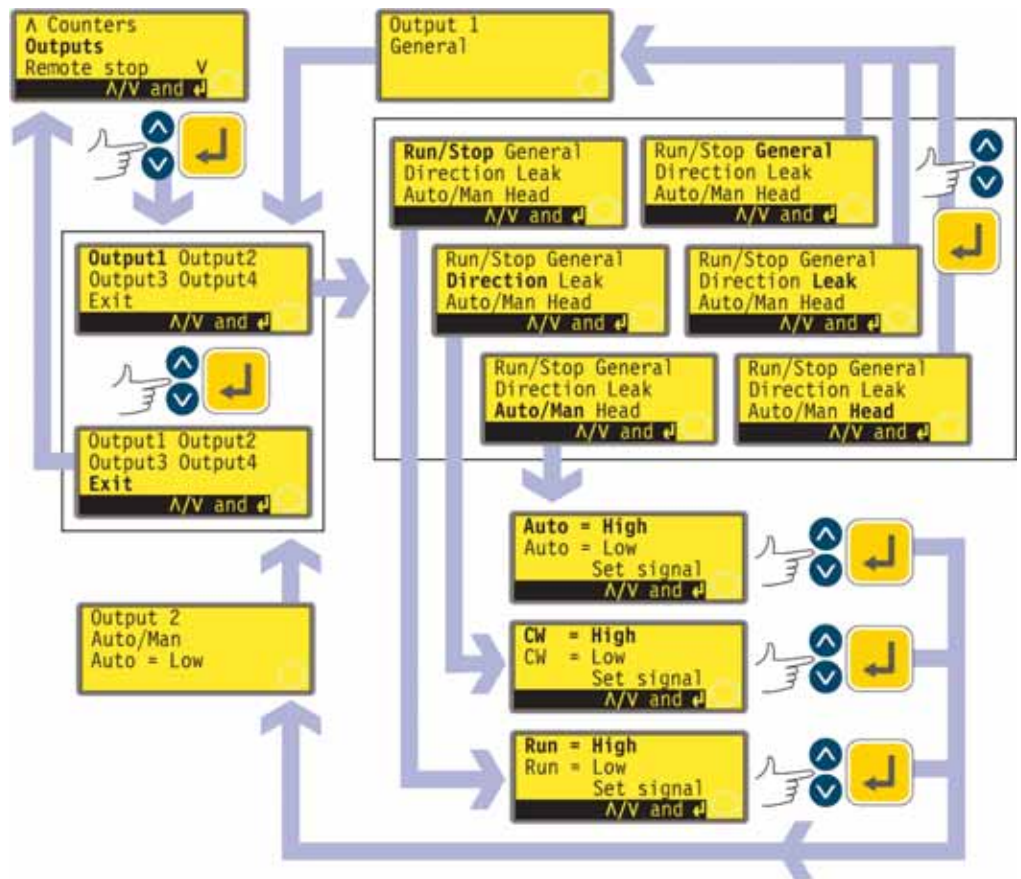 Λ Counters
Outputs
Remote stop V
Λ/V and ↲
Output 1
General
Run/Stop General
Direction Leak
Auto/Man Head
Λ/V and ↲
Run/Stop General
Direction Leak
Auto/Man Head
Λ/V and ↲
Output1 Output2
Output3 Output4
Exit
Λ/V and ↲
Run/Stop General
Direction Leak
Auto/Man Head
Λ/V and ↲
Run/Stop General
Direction Leak
Auto/Man Head
Λ/V and ↲
Run/Stop General
Direction Leak
Auto/Man Head
Λ/V and ↲
Run/Stop General
Direction Leak
Auto/Man Head
Λ/V and ↲
Output1 Output2
Output3 Output4
Exit
Λ/V and ↲
Auto = High
Auto = Low
Set signal
Λ/V and ↲
Output 2
Auto/Man
Auto = Low
CW = High
CW = Low
Set signal
Λ/V and ↲
Run = High
Run = Low
Set signal
Λ/V and ↲